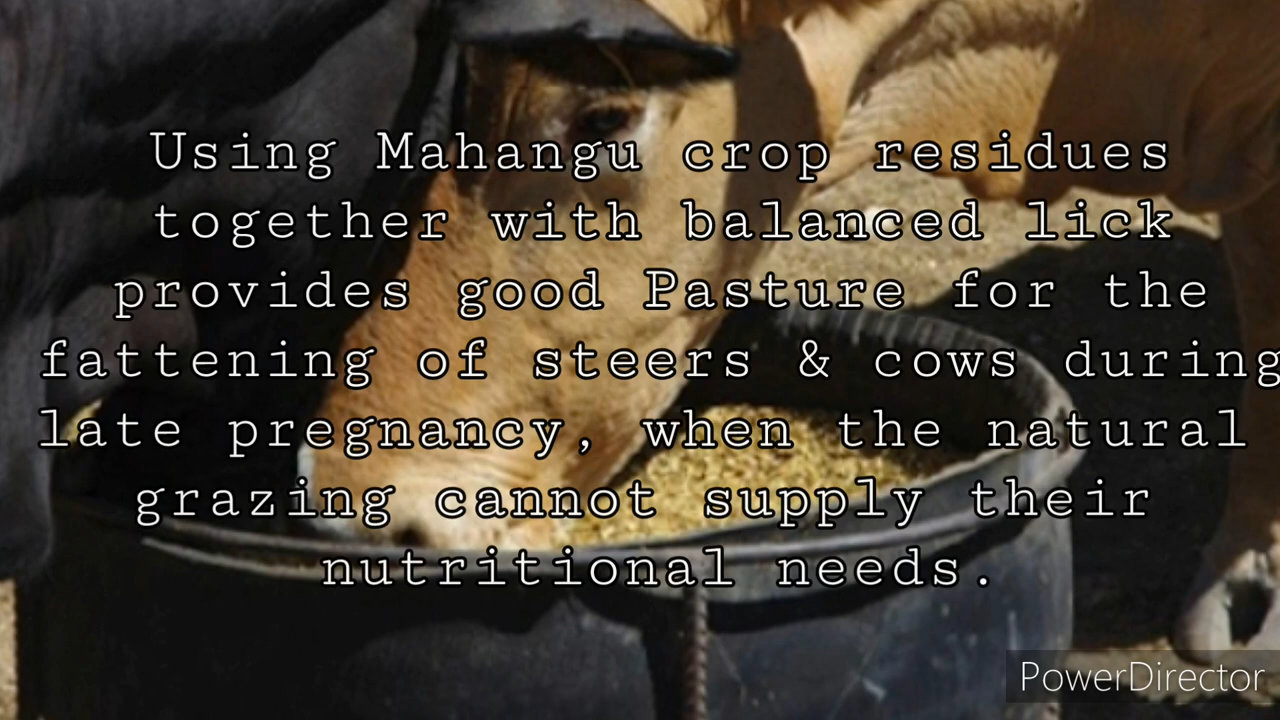 Using Mahangu crop residues
together with balanced lick
provides good Pasture for the
fattening of steers & cows during
late pregnancy, when the natural
grazing cannot supply their
nutritional needs.
PowerDirector